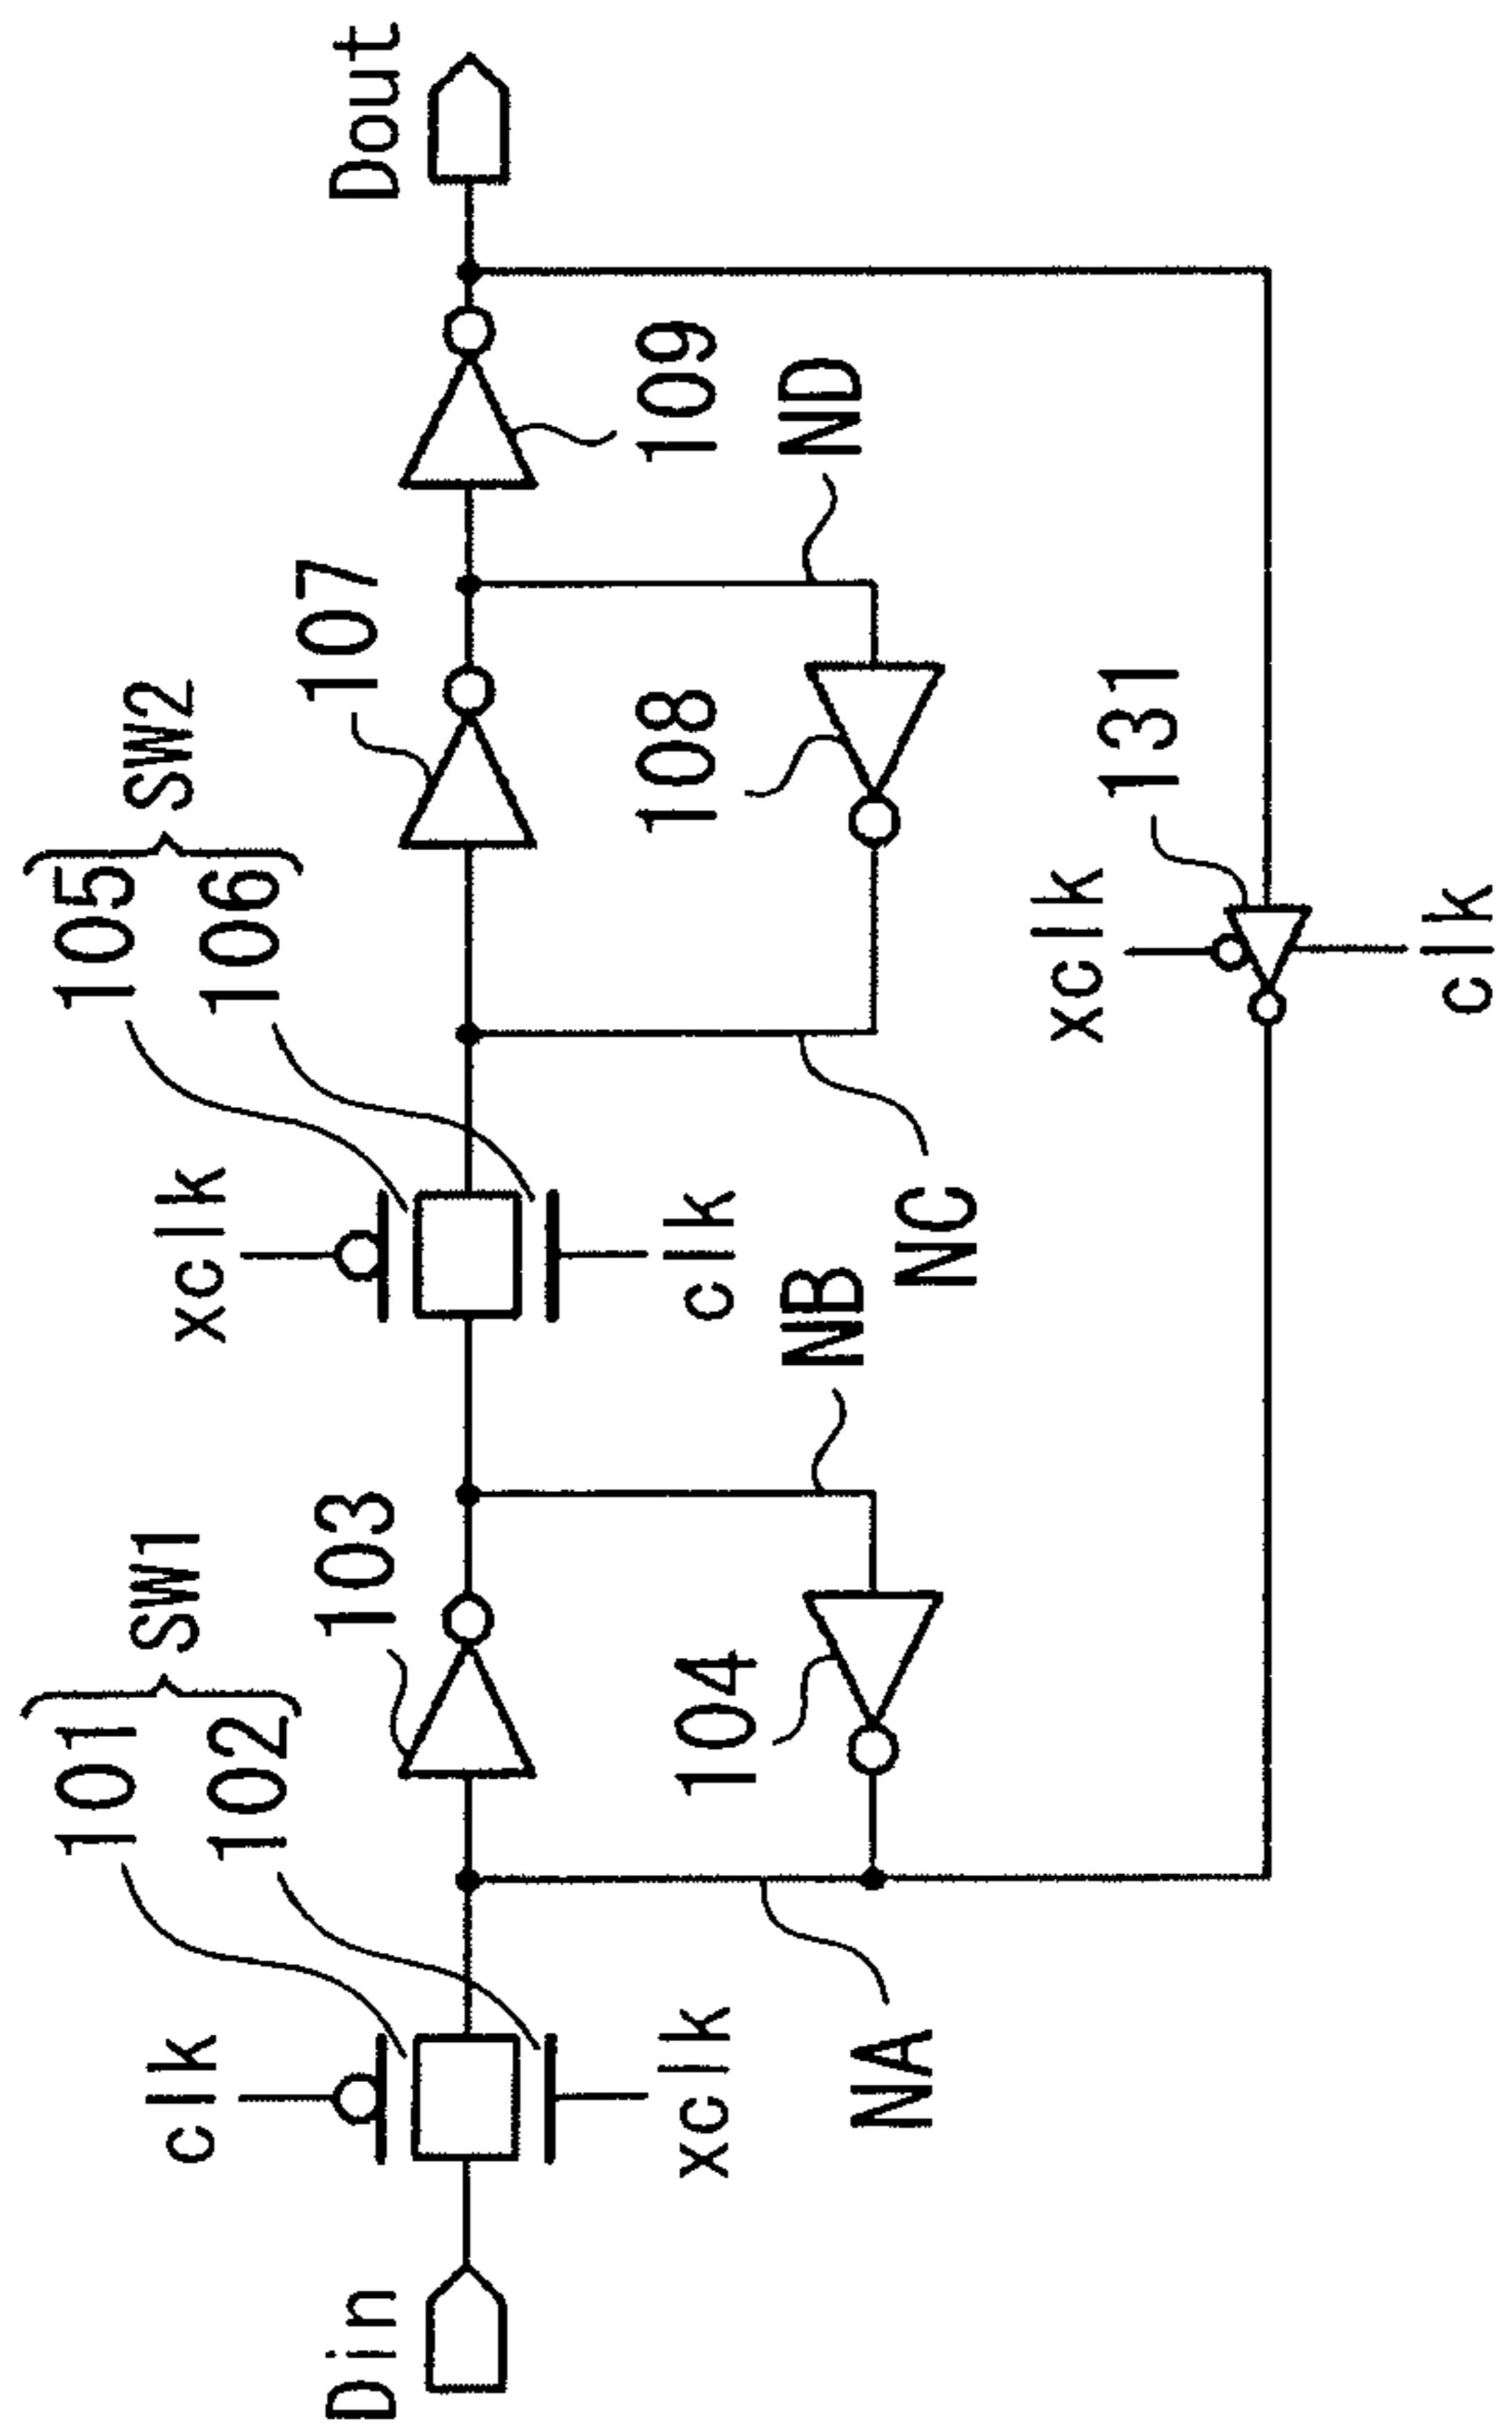 SW1
101
102
SW2
105
106
clk
xclk
103
107
Din
Dout
109
xclk
104
clk
108
NB
ND
NA
NC
xclk
131
clk